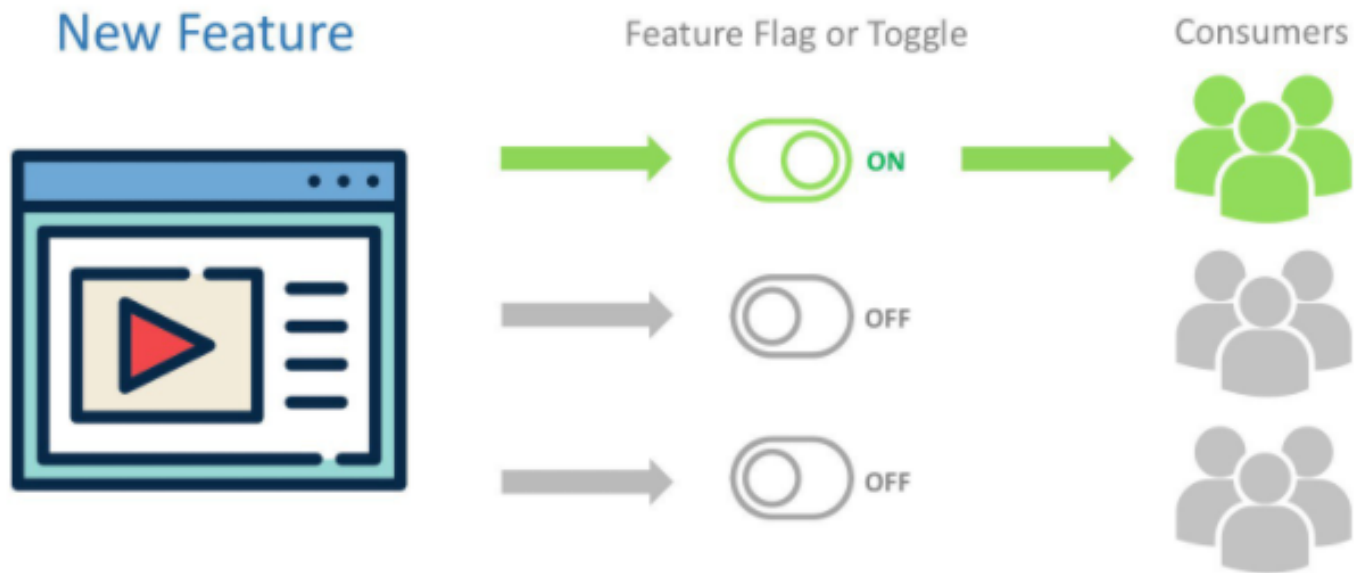 New Feature
Feature Flag or Toggle
Consumers
ON
OFF
OFF